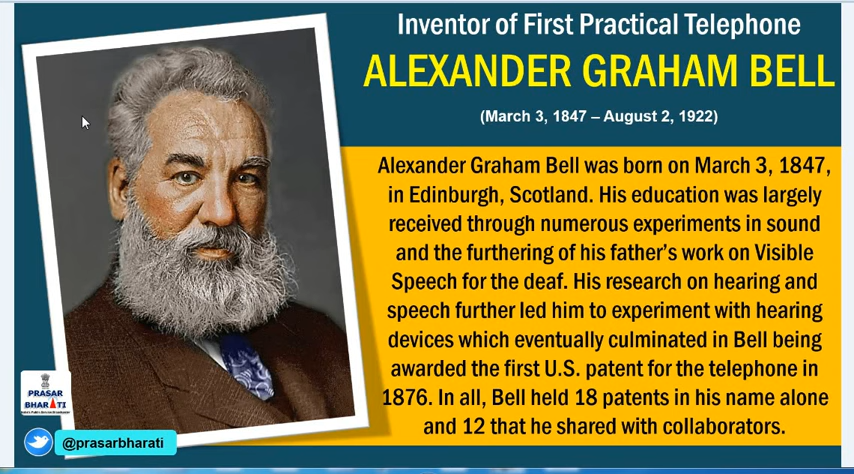 Inventor of First Practical Telephone
ALEXANDER GRAHAM BELL
(March 3, 1847 – August 2, 1922)
Alexander Graham Bell was born on March 3, 1847,
in Edinburgh, Scotland. His education was largely
received through numerous experiments in sound
and the furthering of his father's work on Visible
Speech for the deaf. His research on hearing and
speech further led him to experiment with hearing
devices which eventually culminated in Bell being
awarded the first U.S. patent for the telephone in
1876. In all, Bell held 18 patents in his name alone
and 12 that he shared with collaborators.
PRASAR
BHARATI
@prasarbharati